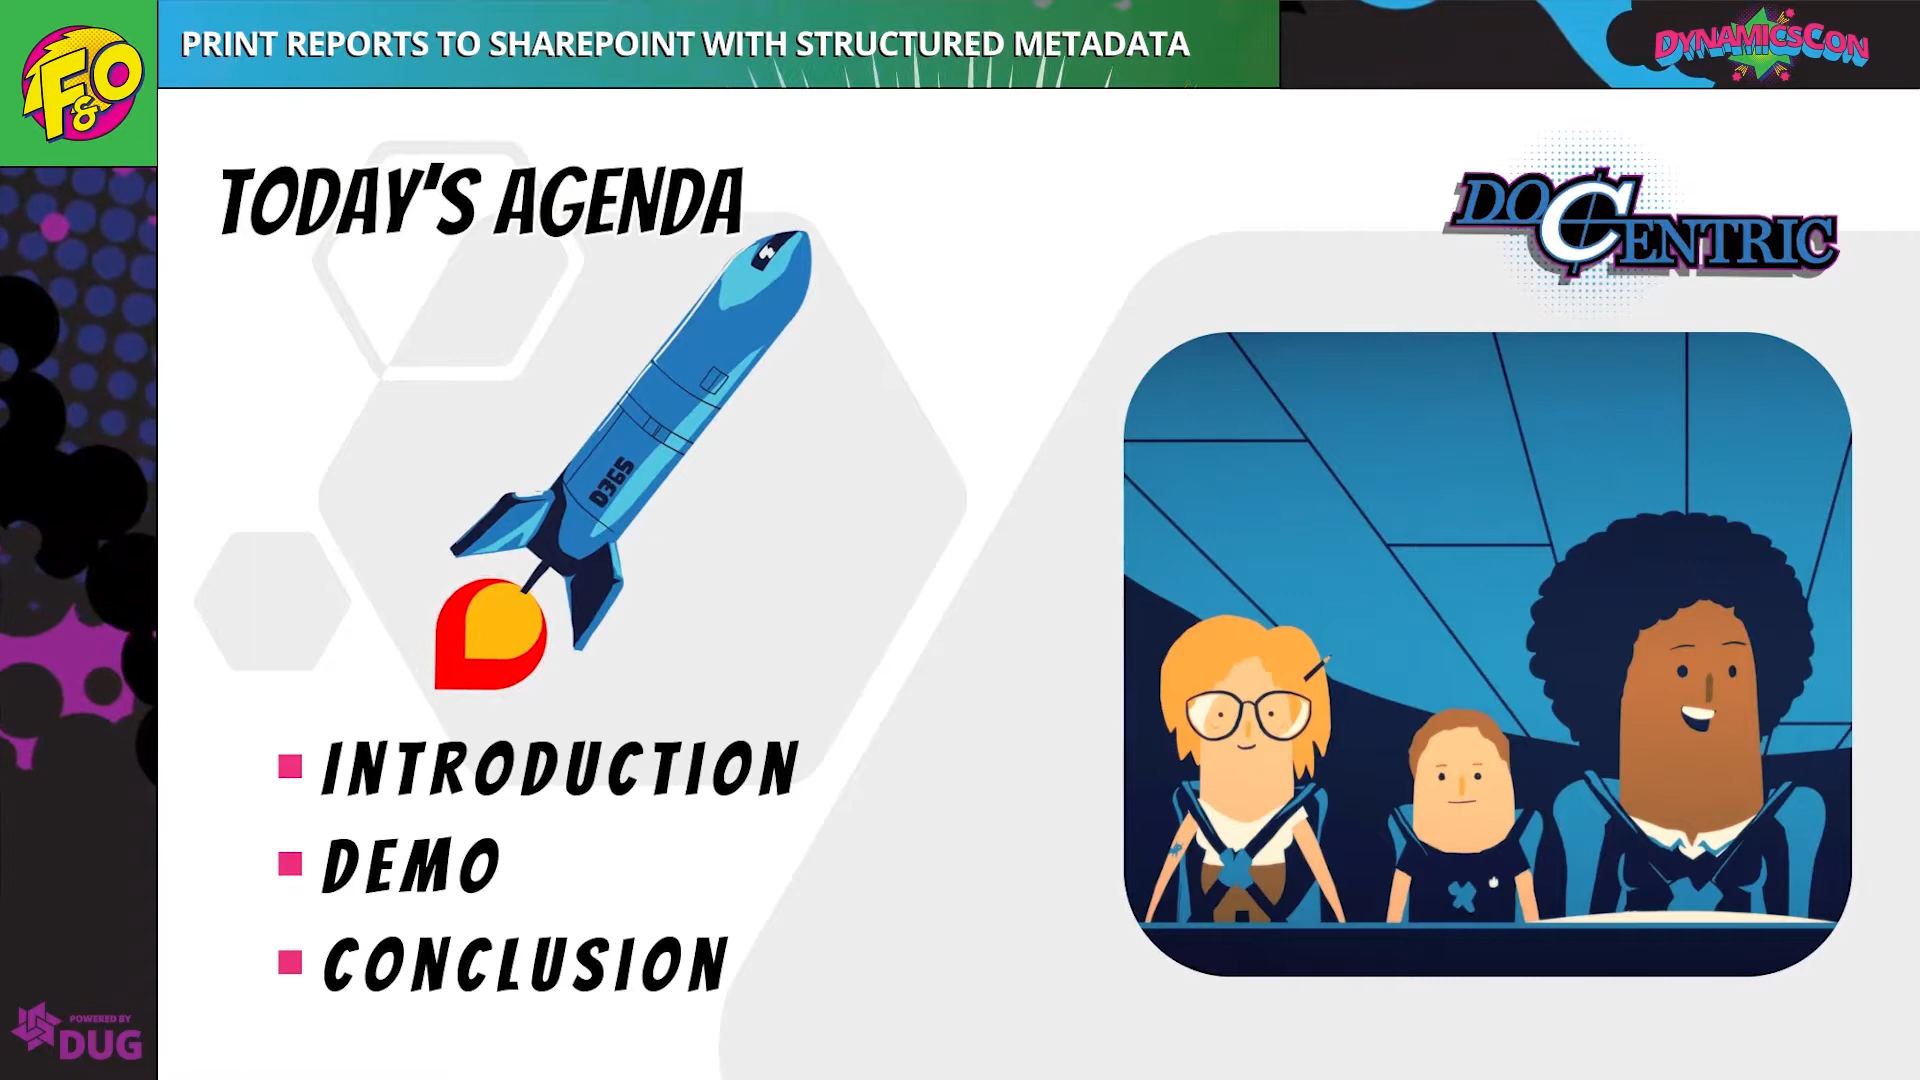 F&O
PRINT REPORTS TO SHAREPOINT WITH STRUCTURED METADATA
DYNAMICSCON
TODAY'S AGENDA
DOCENTRIC
D365
INTRODUCTION
DEMO
CONCLUSION
POWERED BY
DUG